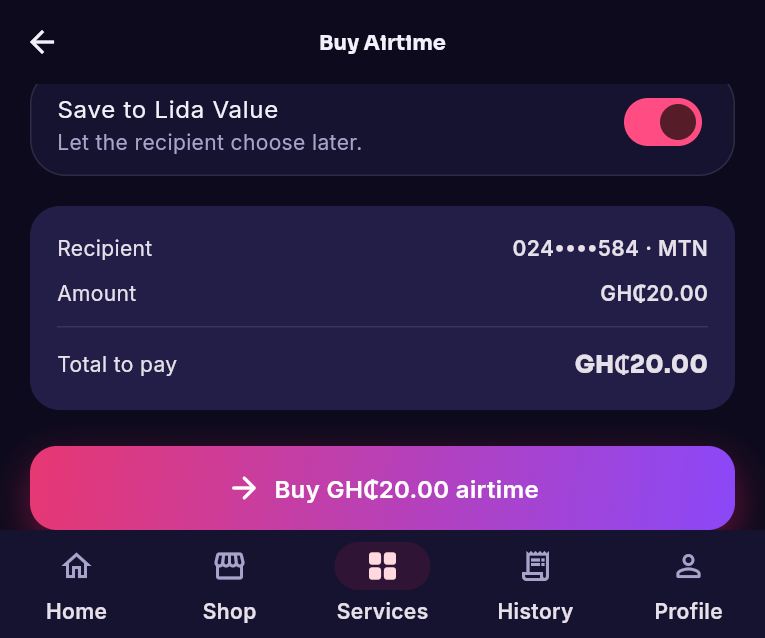 Buy Airtime
Save to Lida Value
Let the recipient choose later.
Recipient 024••••584 · MTN
Amount GH₵20.00
Total to pay GH₵20.00
Buy GH₵20.00 airtime
Home Shop Services History Profile